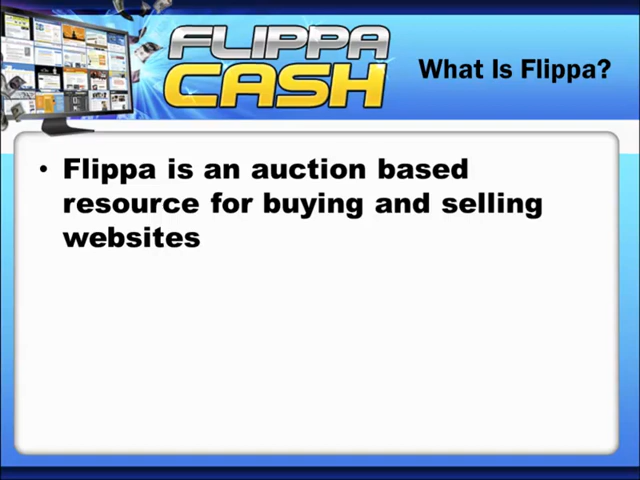 FLIPPA
CASH
What Is Flippa?
• Flippa is an auction based
resource for buying and selling
websites